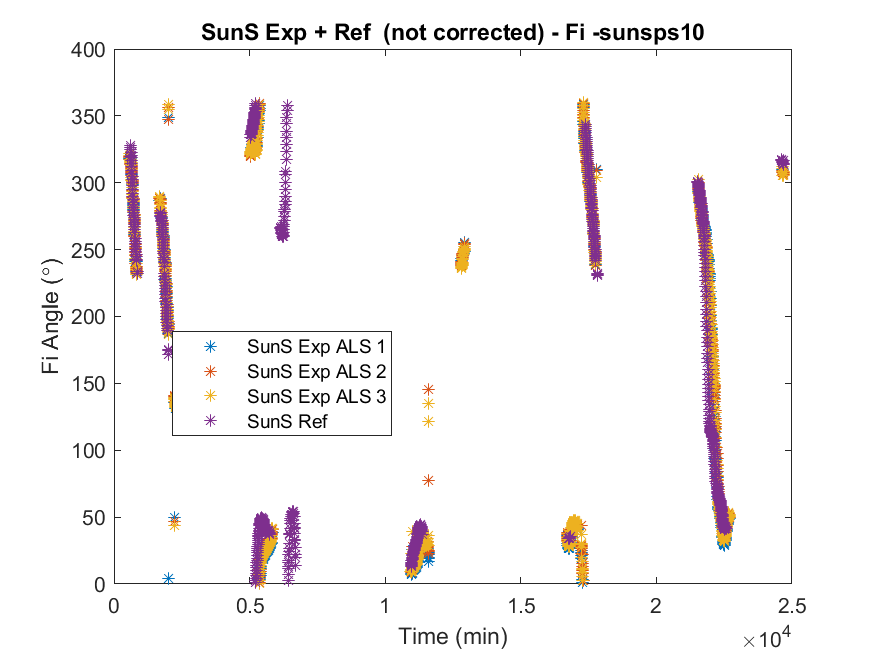 SunS Exp + Ref  (not corrected) - Fi -sunsps10
400
350
300
250
200
150
100
50
0
Fi Angle (°)
SunS Exp ALS 1
SunS Exp ALS 2
SunS Exp ALS 3
SunS Ref
0
0.5
1
1.5
2
2.5
Time (min)
×10^4